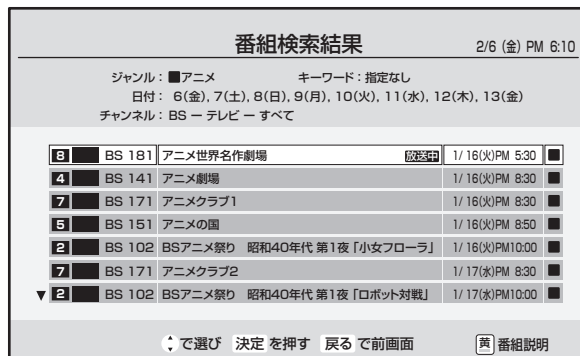 番組検索結果 2/6 (金) PM 6:10
ジャンル：■アニメ キーワード：指定なし
日付： 6(金), 7(土), 8(日), 9(月), 10(火), 11(水), 12(木), 13(金)
チャンネル：BS ー テレビ ー すべて
8 BS 181 アニメ世界名作劇場 放送中 1/ 16(火)PM 5:30
4 BS 141 アニメ劇場 1/ 16(火)PM 8:30
7 BS 171 アニメクラブ1 1/ 16(火)PM 8:30
5 BS 151 アニメの国 1/ 16(火)PM 8:50
2 BS 102 BSアニメ祭り 昭和40年代 第1夜「小女フローラ」 1/ 16(火)PM10:00
7 BS 171 アニメクラブ2 1/ 17(水)PM 8:30
▼ 2 BS 102 BSアニメ祭り 昭和40年代 第1夜「ロボット対戦」 1/ 17(水)PM10:00
で選び 決定 を押す 戻る で前画面 黄 番組説明